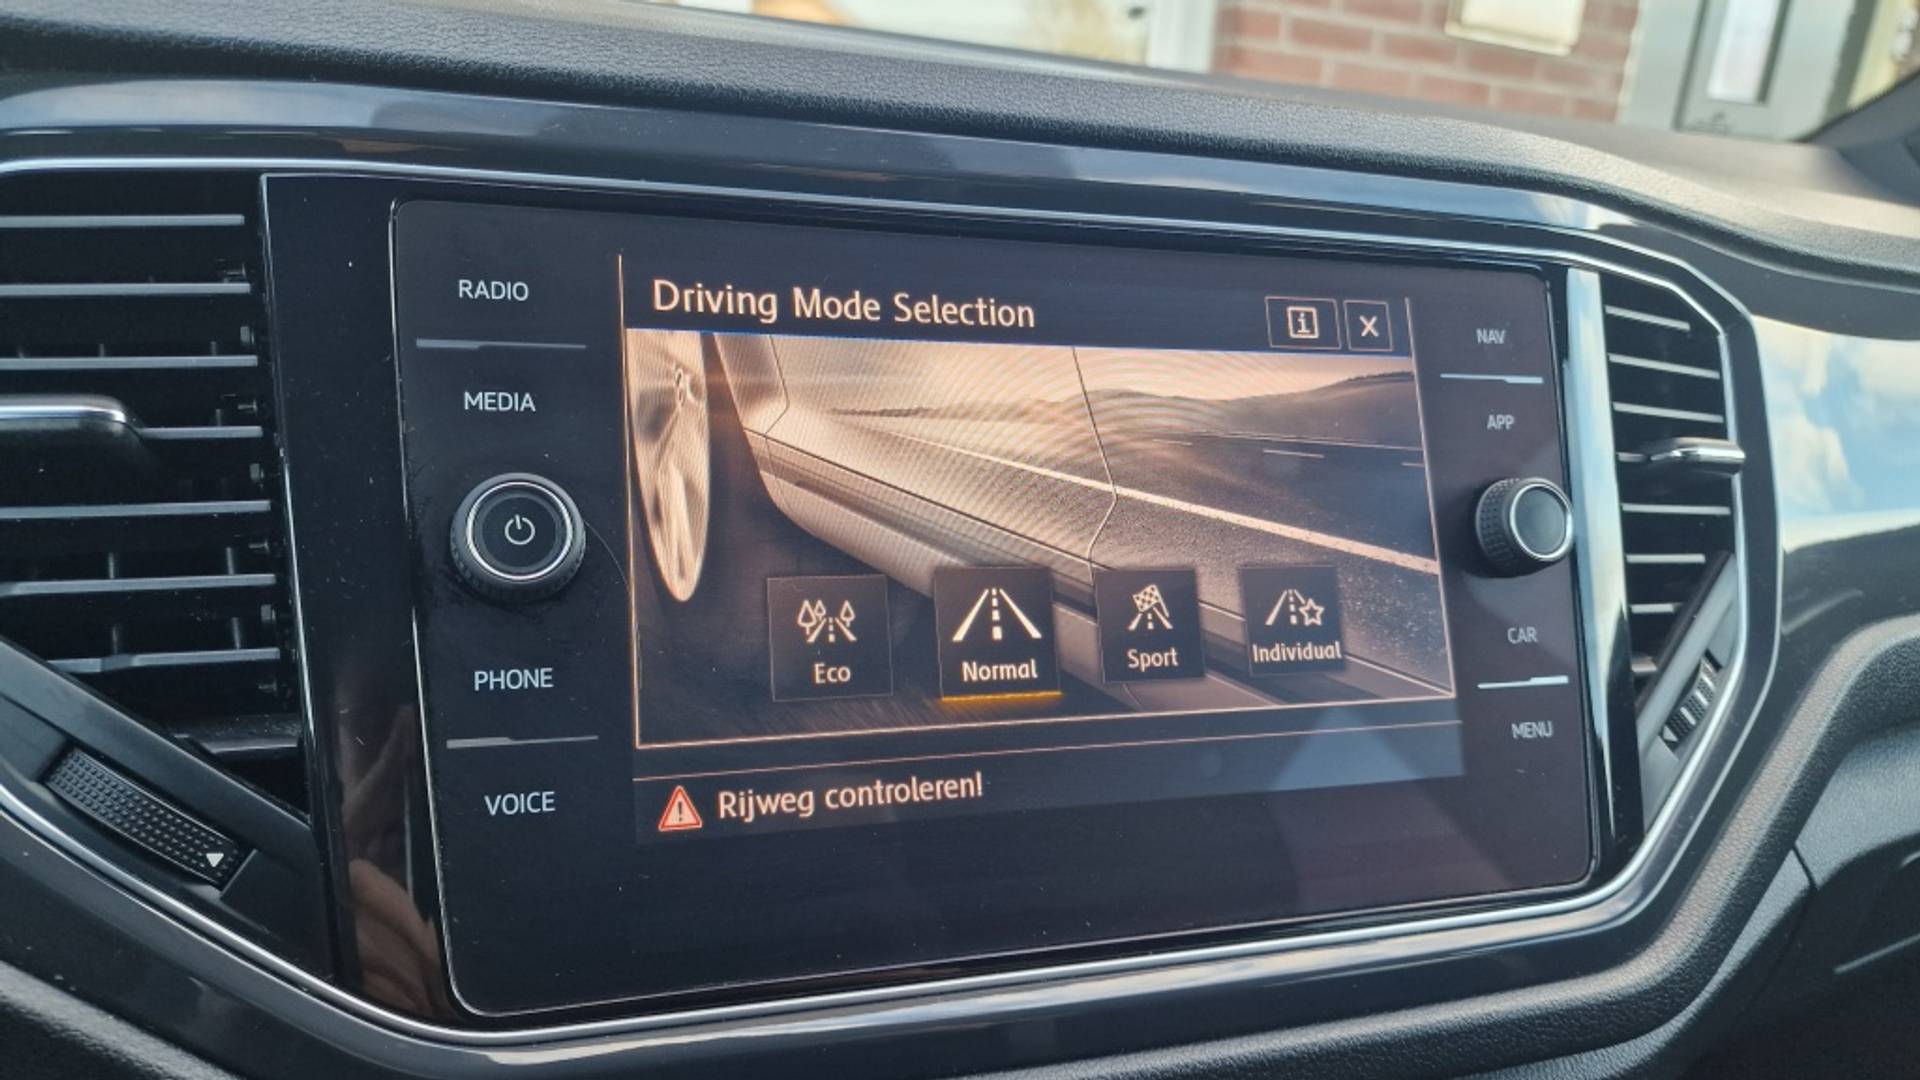 RADIO
MEDIA
PHONE
VOICE
Driving Mode Selection
i
X
Eco
Normal
Sport
Individual
Rijweg controleren!
NAV
APP
CAR
MENU